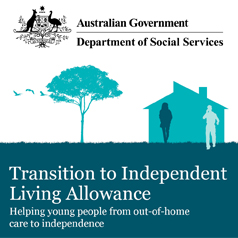 Australian Government
Department of Social Services
Transition to Independent
Living Allowance
Helping young people from out-of-home
care to independence